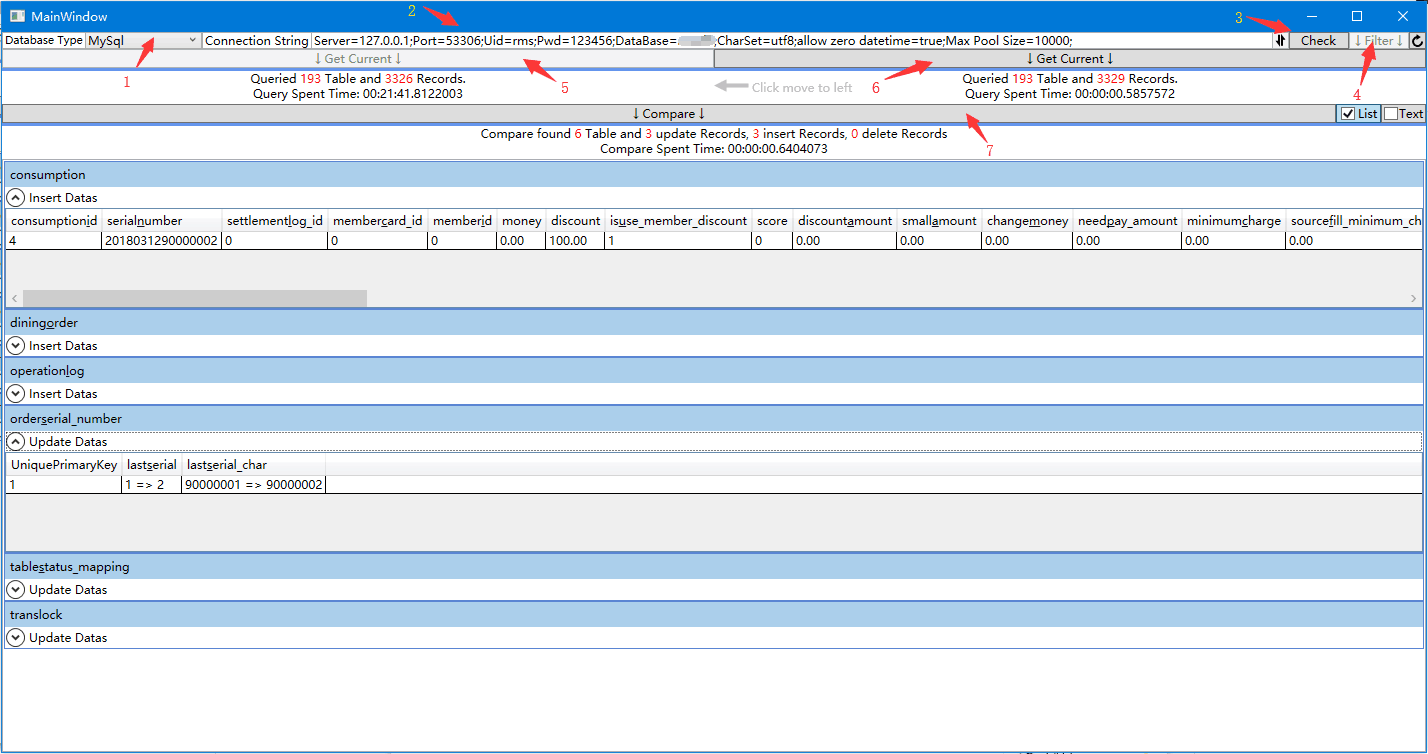 MainWindow
2
3
Database Type MySql Connection String Server=127.0.0.1;Port=53306;Uid=rms;Pwd=123456;DataBase= ;CharSet=utf8;allow zero datetime=true;Max Pool Size=10000; Check ↓Filter↓
↓Get Current↓ ↓Get Current↓
1
5
6
4
Queried 193 Table and 3326 Records.
Query Spent Time: 00:21:41.8122003
Click move to left
Queried 193 Table and 3329 Records.
Query Spent Time: 00:00:00.5857572
↓Compare↓ List Text
Compare found 6 Table and 3 update Records, 3 insert Records, 0 delete Records
Compare Spent Time: 00:00:00.6404073
7
consumption
Insert Datas
consumptionid serialnumber settlementlog_id membercard_id memberid money discount isuse_member_discount score discountamount smallamount changemoney needpay_amount minimumcharge sourcefill_minimum_ch
4 2018031290000002 0 0 0 0.00 100.00 1 0 0.00 0.00 0.00 0.00 0.00 0.00
diningorder
Insert Datas
operationlog
Insert Datas
orderserial_number
Update Datas
UniquePrimaryKey lastserial lastserial_char
1 1 => 2 90000001 => 90000002
tablestatus_mapping
Update Datas
translock
Update Datas